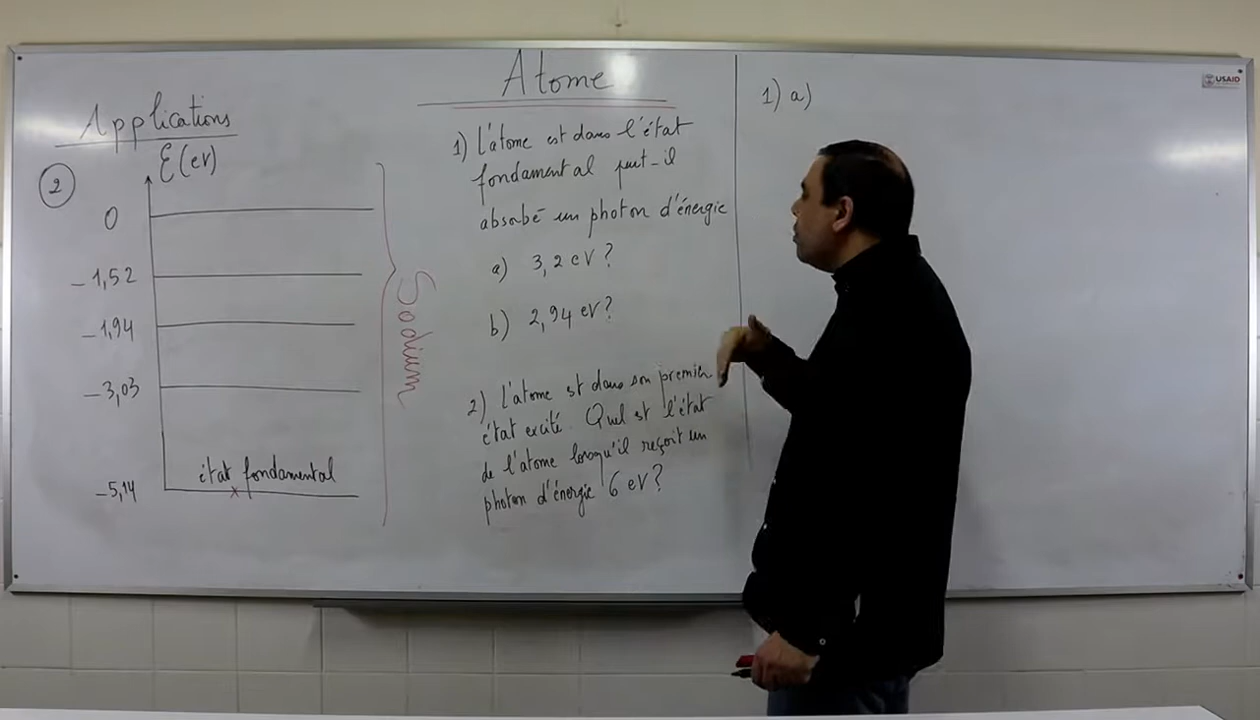 Atome
Applications
2
E(ev)
0
-1,52
-1,94
-3,03
-5,14
état fondamental
Sodium
1) L'atome est dans l'état
fondamental peut-il
absorbé un photon d'énergie
a) 3,2 eV?
b) 2,94 eV?
2) L'atome st dans son premier
état excité. Quel st l'état
de l'atome lorsqu'il reçoit un
photon d'énergie 6 eV?
1) a)
USAID